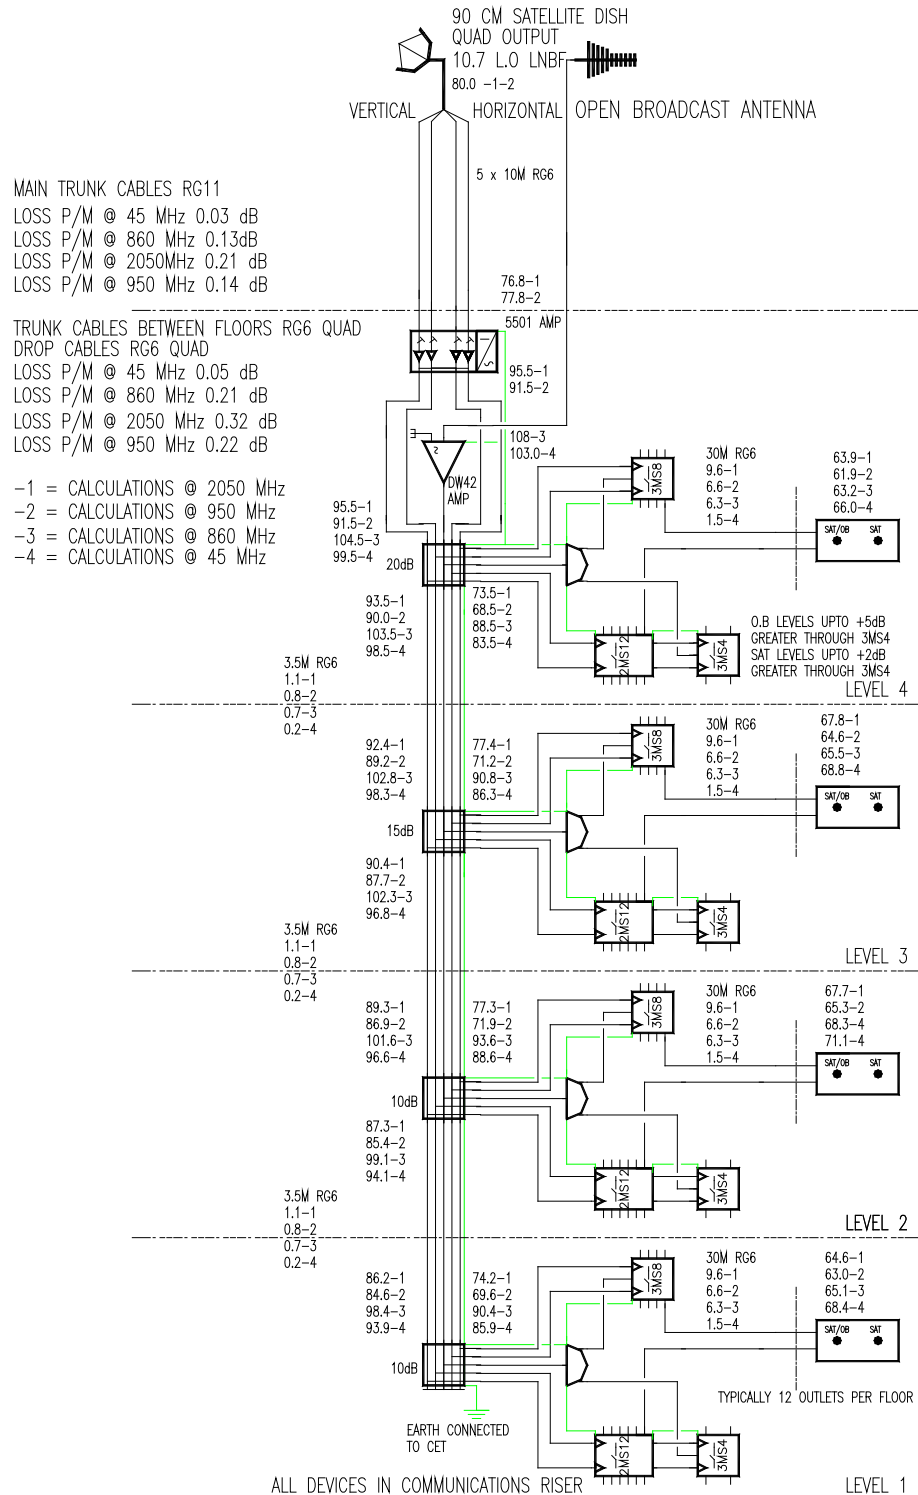 90 CM SATELLITE DISH
QUAD OUTPUT
10.7 L.O LNBF
80.0 -1-2
VERTICAL
HORIZONTAL
OPEN BROADCAST ANTENNA
5 x 10M RG6
MAIN TRUNK CABLES RG11
LOSS P/M @ 45 MHz 0.03 dB
LOSS P/M @ 860 MHz 0.13dB
LOSS P/M @ 2050MHz 0.21 dB
LOSS P/M @ 950 MHz 0.14 dB
76.8-1
77.8-2
5501 AMP
TRUNK CABLES BETWEEN FLOORS RG6 QUAD
DROP CABLES RG6 QUAD
LOSS P/M @ 45 MHz 0.05 dB
LOSS P/M @ 860 MHz 0.21 dB
LOSS P/M @ 2050 MHz 0.32 dB
LOSS P/M @ 950 MHz 0.22 dB
95.5-1
91.5-2
108-3
103.0-4
DW42
AMP
-1 = CALCULATIONS @ 2050 MHz
-2 = CALCULATIONS @ 950 MHz
-3 = CALCULATIONS @ 860 MHz
-4 = CALCULATIONS @ 45 MHz
95.5-1
91.5-2
104.5-3
99.5-4
20dB
3MS8
30M RG6
9.6-1
6.6-2
6.3-3
1.5-4
63.9-1
61.9-2
63.2-3
66.0-4
SAT/OB
SAT
93.5-1
90.0-2
103.5-3
98.5-4
73.5-1
68.5-2
88.5-3
83.5-4
2MS12
3MS4
O.B LEVELS UPTO +5dB
GREATER THROUGH 3MS4
SAT LEVELS UPTO +2dB
GREATER THROUGH 3MS4
LEVEL 4
3.5M RG6
1.1-1
0.8-2
0.7-3
0.2-4
92.4-1
89.2-2
102.8-3
98.3-4
77.4-1
71.2-2
90.8-3
86.3-4
3MS8
30M RG6
9.6-1
6.6-2
6.3-3
1.5-4
67.8-1
64.6-2
65.5-3
68.8-4
SAT/OB
SAT
15dB
90.4-1
87.7-2
102.3-3
96.8-4
2MS12
3MS4
LEVEL 3
3.5M RG6
1.1-1
0.8-2
0.7-3
0.2-4
89.3-1
86.9-2
101.6-3
96.6-4
77.3-1
71.9-2
93.6-3
88.6-4
3MS8
30M RG6
9.6-1
6.6-2
6.3-3
1.5-4
67.7-1
65.3-2
68.3-4
71.1-4
SAT/OB
SAT
10dB
87.3-1
85.4-2
99.1-3
94.1-4
2MS12
3MS4
LEVEL 2
3.5M RG6
1.1-1
0.8-2
0.7-3
0.2-4
86.2-1
84.6-2
98.4-3
93.9-4
74.2-1
69.6-2
90.4-3
85.9-4
3MS8
30M RG6
9.6-1
6.6-2
6.3-3
1.5-4
64.6-1
63.0-2
65.1-3
68.4-4
SAT/OB
SAT
10dB
TYPICALLY 12 OUTLETS PER FLOOR
EARTH CONNECTED
TO CET
2MS12
3MS4
ALL DEVICES IN COMMUNICATIONS RISER
LEVEL 1